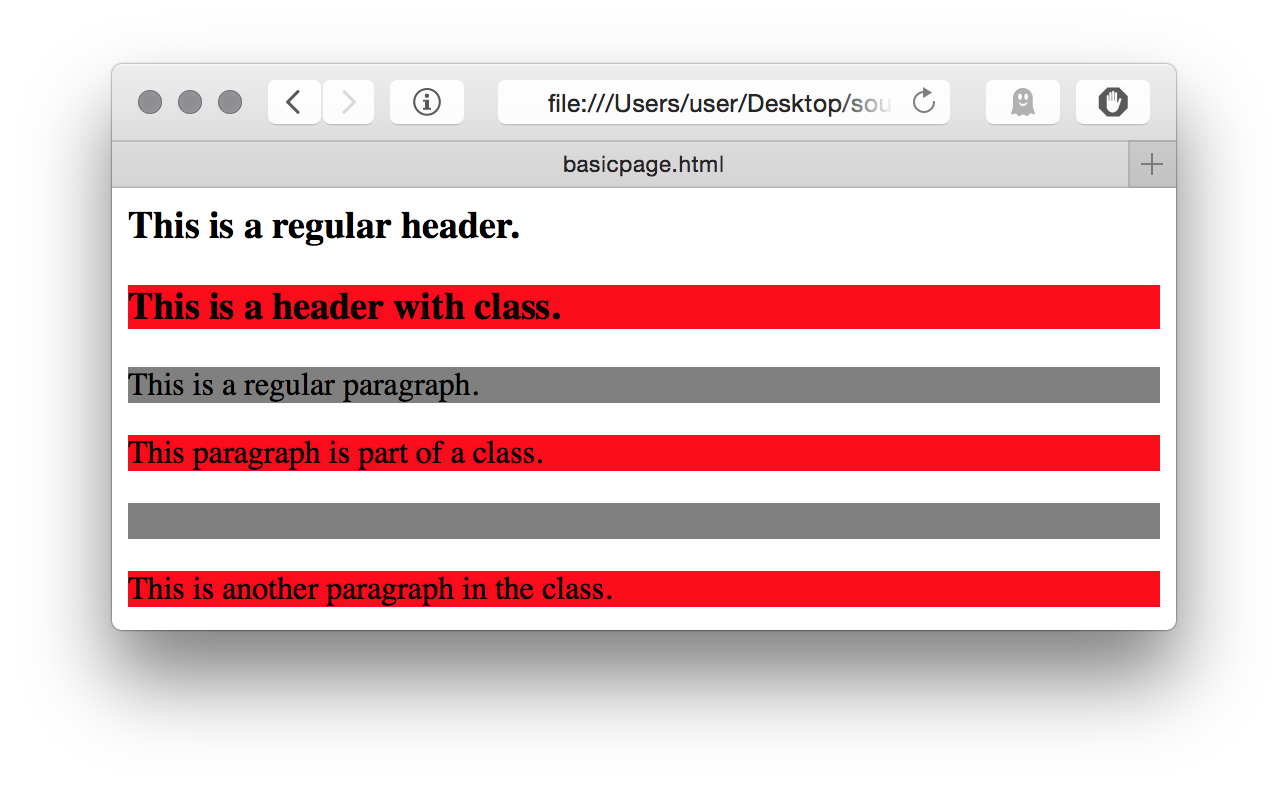 file:///Users/user/Desktop/sou
basicpage.html
This is a regular header.
This is a header with class.
This is a regular paragraph.
This paragraph is part of a class.
This is another paragraph in the class.